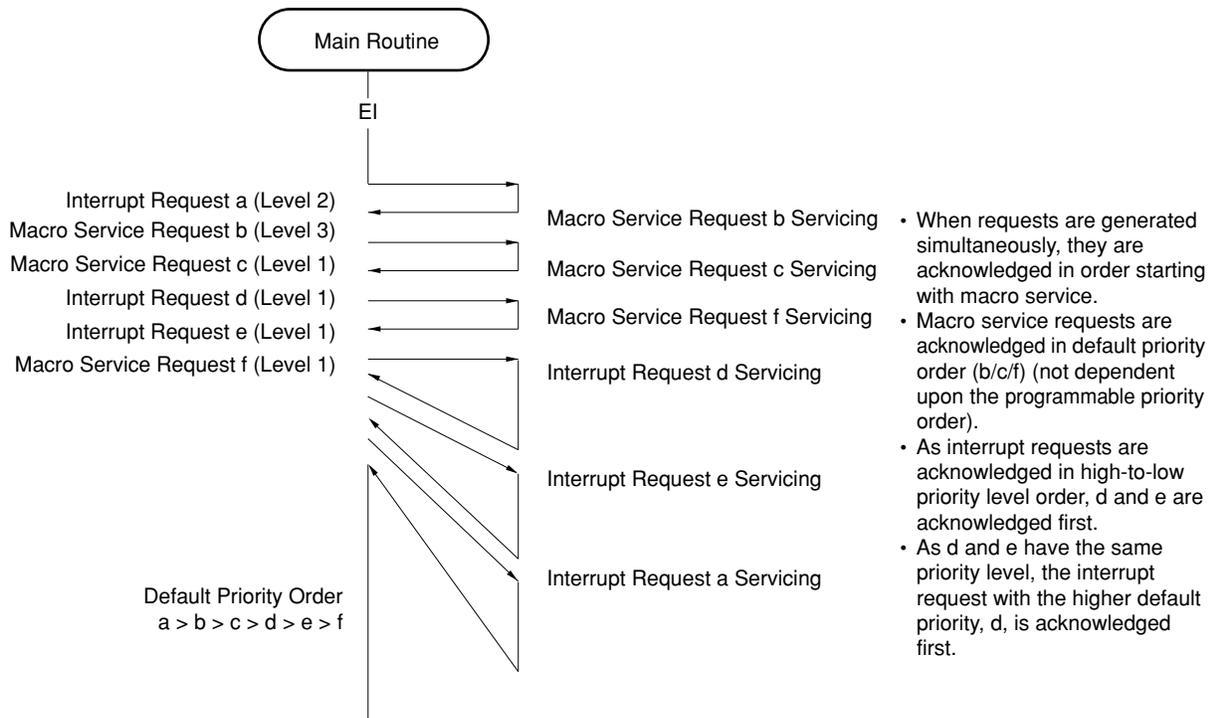 Main Routine
EI
Interrupt Request a (Level 2)
Macro Service Request b (Level 3)
Macro Service Request c (Level 1)
Interrupt Request d (Level 1)
Interrupt Request e (Level 1)
Macro Service Request f (Level 1)
Macro Service Request b Servicing
Macro Service Request c Servicing
Macro Service Request f Servicing
Interrupt Request d Servicing
Interrupt Request e Servicing
Interrupt Request a Servicing
Default Priority Order
a > b > c > d > e > f
• When requests are generated
simultaneously, they are
acknowledged in order starting
with macro service.
• Macro service requests are
acknowledged in default priority
order (b/c/f) (not dependent
upon the programmable priority
order).
• As interrupt requests are
acknowledged in high-to-low
priority level order, d and e are
acknowledged first.
• As d and e have the same
priority level, the interrupt
request with the higher default
priority, d, is acknowledged
first.